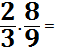 2/3 . 8/9 =